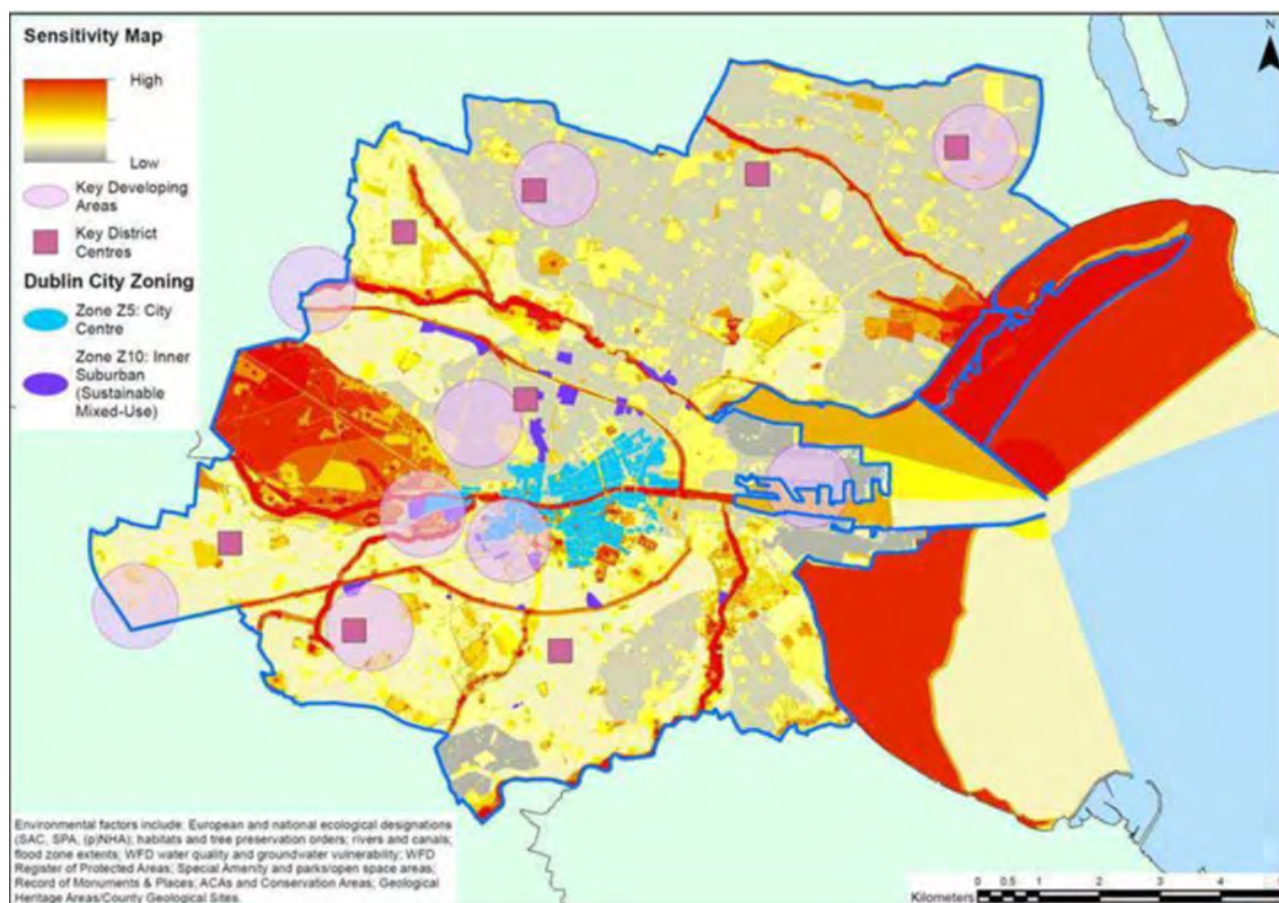 Sensitivity Map
High
Low
Key Developing
Areas
Key District
Centres
Dublin City Zoning
Zone Z5: City
Centre
Zone Z10: Inner
Suburban
(Sustainable
Mixed-Use)
N
Environmental factors include: European and national ecological designations
(SAC, SPA, (p)NHA); habitats and tree preservation orders; rivers and canals;
flood zone extents; WFD water quality and groundwater vulnerability; WFD
Register of Protected Areas; Special Amenity and parks/open space areas;
Record of Monuments & Places; ACAs and Conservation Areas; Geological
Heritage Areas/County Geological Sites.
0 0.5 1 2 3 4
Kilometers